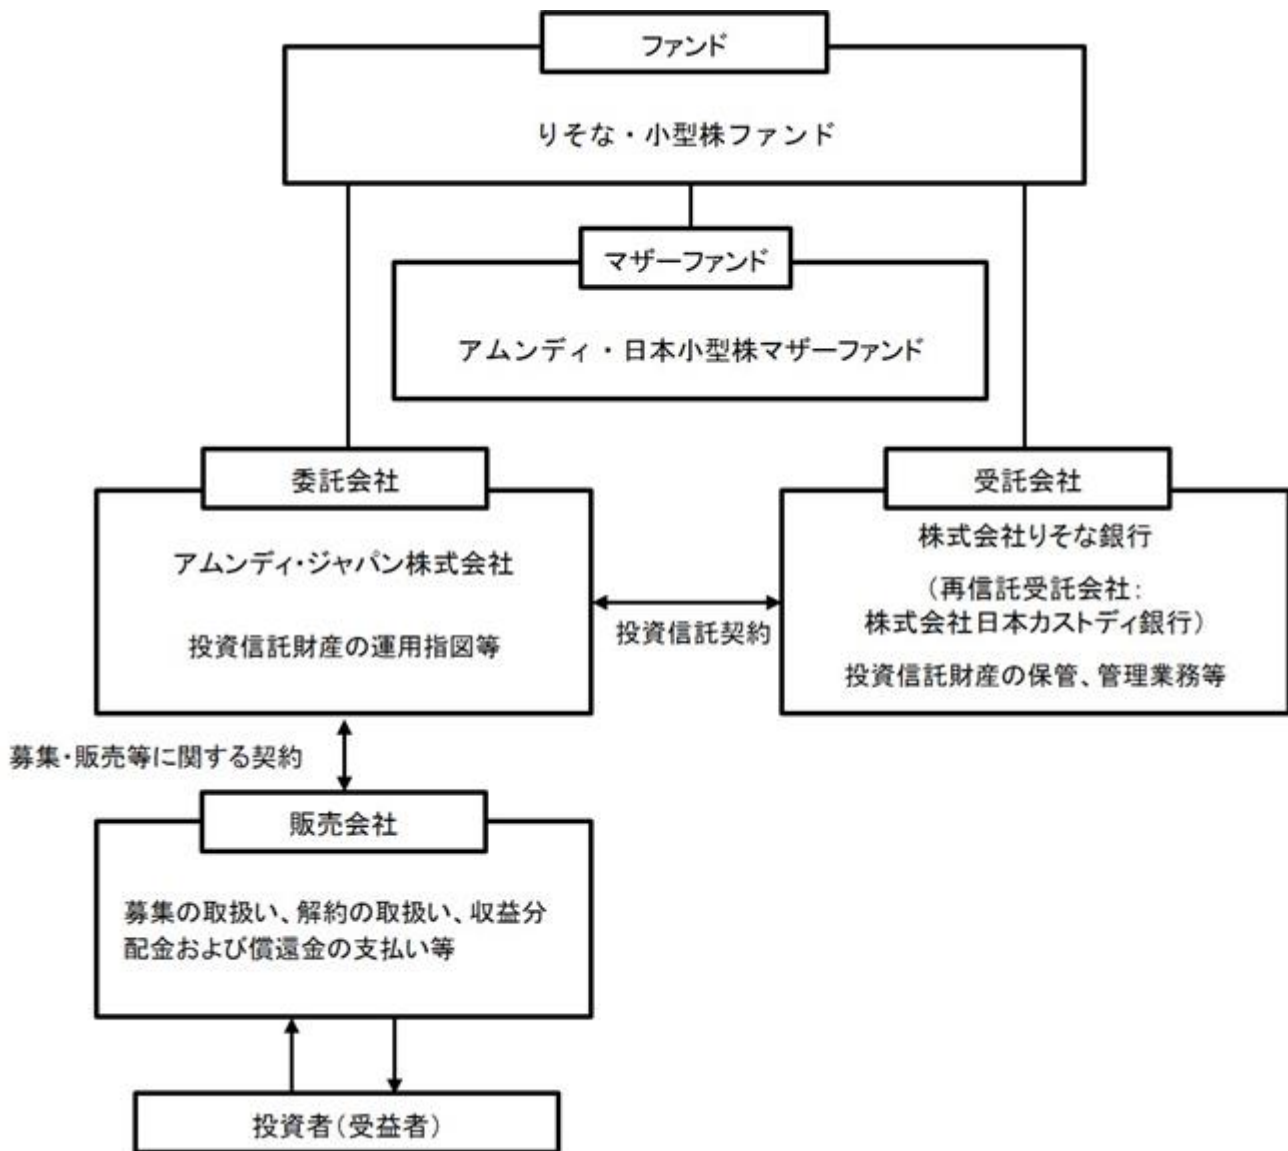 ファンド
りそな・小型株ファンド
マザーファンド
アムンディ・日本小型株マザーファンド
委託会社
アムンディ・ジャパン株式会社
投資信託財産の運用指図等
投資信託契約
受託会社
株式会社りそな銀行
（再信託受託会社：
株式会社日本カストディ銀行）
投資信託財産の保管、管理業務等
募集・販売等に関する契約
販売会社
募集の取扱い、解約の取扱い、収益分
配金および償還金の支払い等
投資者（受益者）